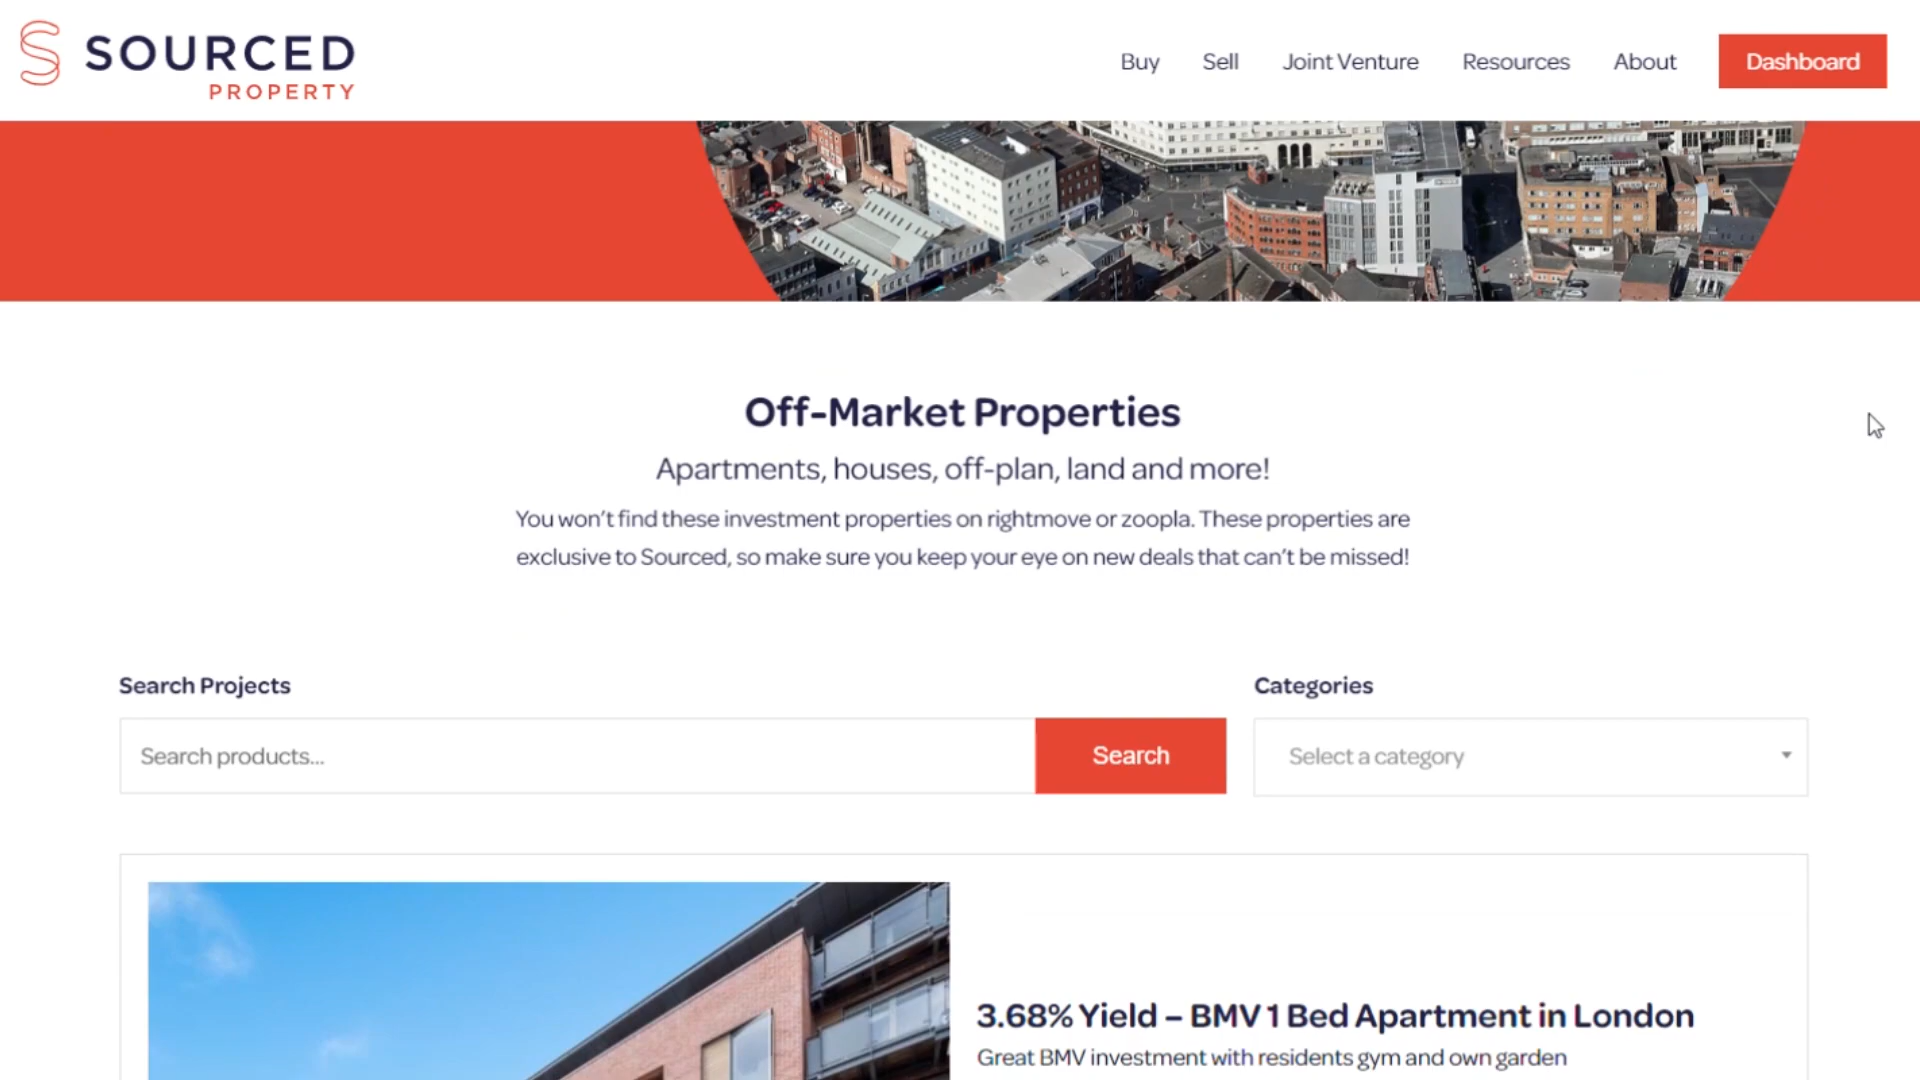 SOURCED
PROPERTY
Buy Sell Joint Venture Resources About Dashboard
Off-Market Properties
Apartments, houses, off-plan, land and more!
You won't find these investment properties on rightmove or zoopla. These properties are
exclusive to Sourced, so make sure you keep your eye on new deals that can't be missed!
Search Projects
Categories
Search products...
Search
Select a category
3.68% Yield – BMV 1 Bed Apartment in London
Great BMV investment with residents gym and own garden